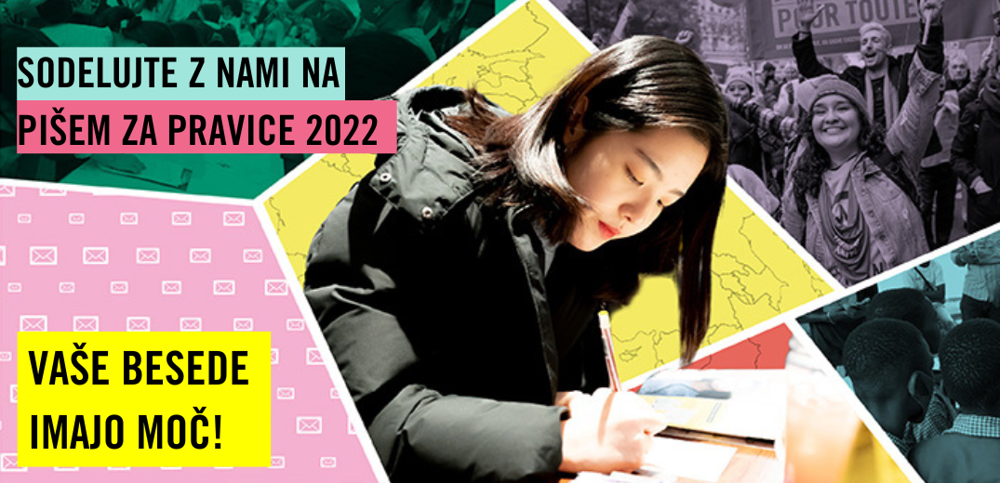 SODELUJTE Z NAMI NA
PIŠEM ZA PRAVICE 2022
POUR TOUTE
VAŠE BESEDE
IMAJO MOČ!